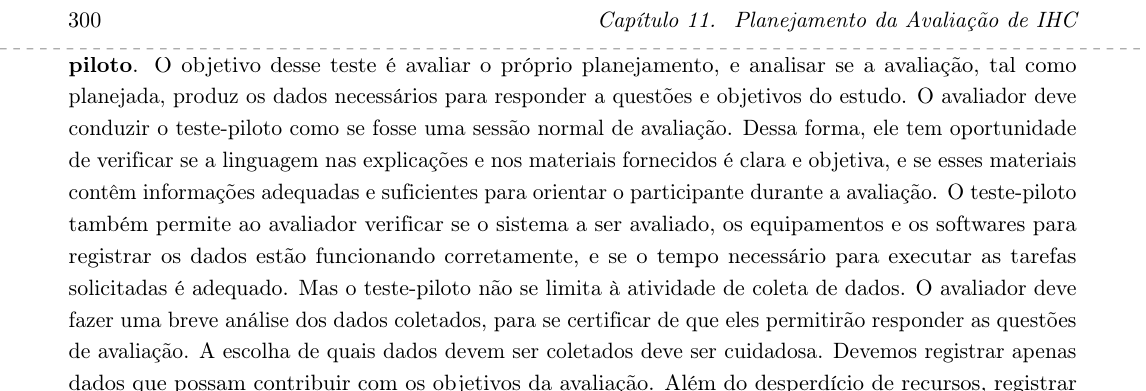 300 Capítulo 11. Planejamento da Avaliação de IHC
piloto. O objetivo desse teste é avaliar o próprio planejamento, e analisar se a avaliação, tal como
planejada, produz os dados necessários para responder a questões e objetivos do estudo. O avaliador deve
conduzir o teste-piloto como se fosse uma sessão normal de avaliação. Dessa forma, ele tem oportunidade
de verificar se a linguagem nas explicações e nos materiais fornecidos é clara e objetiva, e se esses materiais
contêm informações adequadas e suficientes para orientar o participante durante a avaliação. O teste-piloto
também permite ao avaliador verificar se o sistema a ser avaliado, os equipamentos e os softwares para
registrar os dados estão funcionando corretamente, e se o tempo necessário para executar as tarefas
solicitadas é adequado. Mas o teste-piloto não se limita à atividade de coleta de dados. O avaliador deve
fazer uma breve análise dos dados coletados, para se certificar de que eles permitirão responder as questões
de avaliação. A escolha de quais dados devem ser coletados deve ser cuidadosa. Devemos registrar apenas
dados que possam contribuir com os objetivos da avaliação. Além do desperdício de recursos, registrar